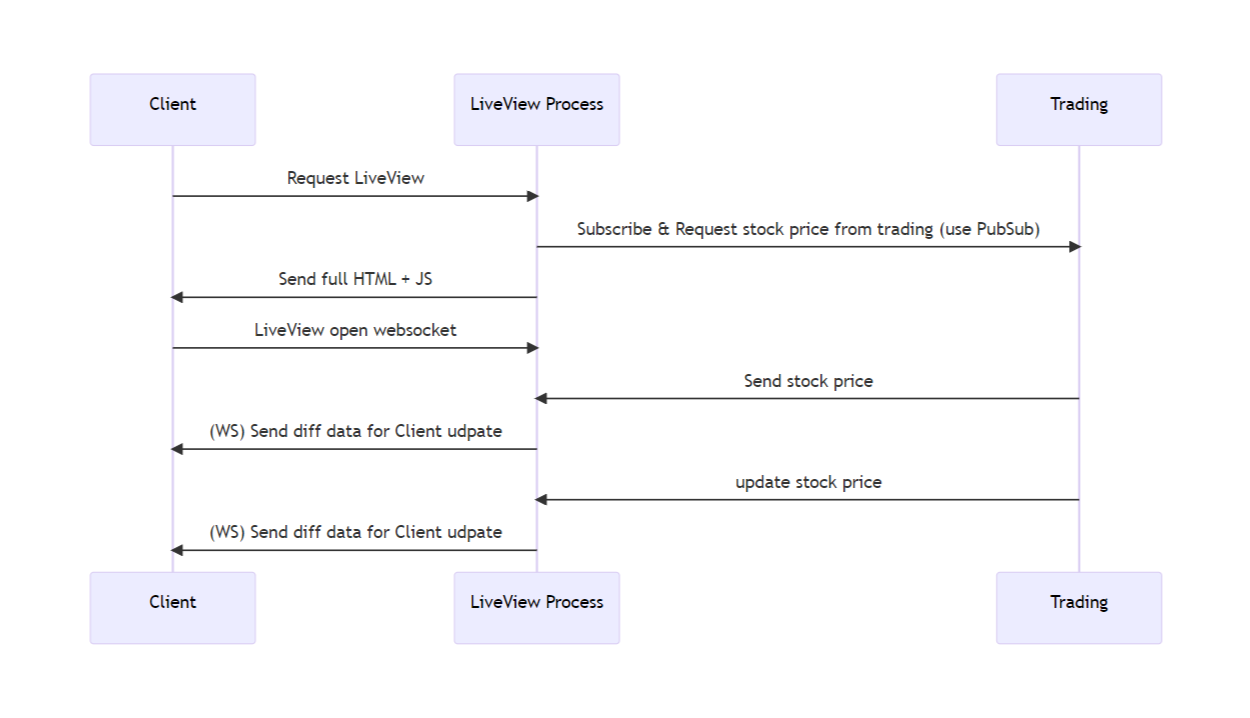 Client
LiveView Process
Trading
Request LiveView
Subscribe & Request stock price from trading (use PubSub)
Send full HTML + JS
LiveView open websocket
Send stock price
(WS) Send diff data for Client udpate
update stock price
(WS) Send diff data for Client udpate
Client
LiveView Process
Trading